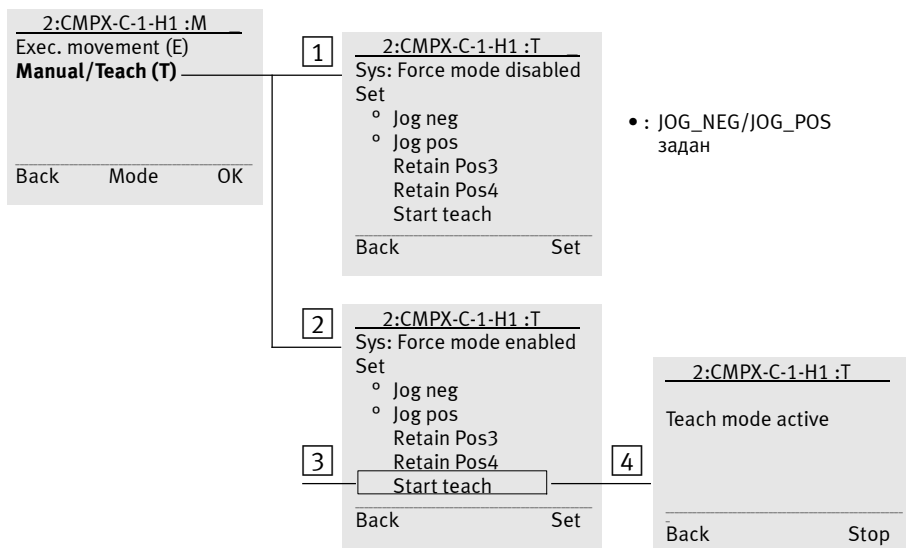 2:CMPX-C-1-H1 :M
Exec. movement (E)
Manual/Teach (T)
Back Mode OK
1
2:CMPX-C-1-H1 :T
Sys: Force mode disabled
Set
º Jog neg
º Jog pos
Retain Pos3
Retain Pos4
Start teach
Back Set
• : JOG_NEG/JOG_POS
задан
2
2:CMPX-C-1-H1 :T
Sys: Force mode enabled
Set
º Jog neg
º Jog pos
Retain Pos3
Retain Pos4
Start teach
Back Set
3
4
2:CMPX-C-1-H1 :T
Teach mode active
Back Stop